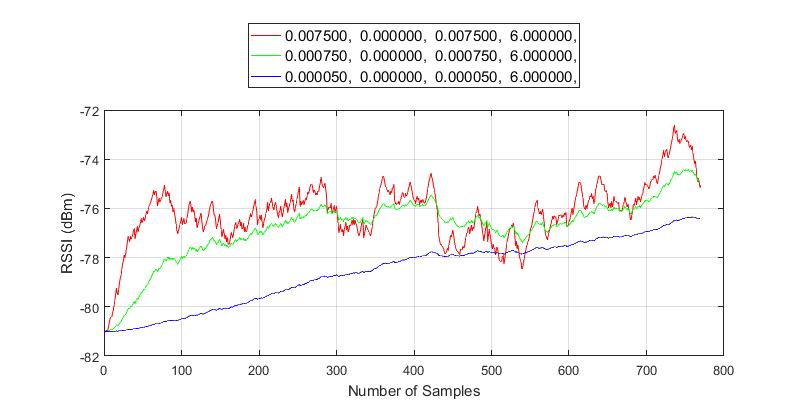 0.007500, 0.000000, 0.007500, 6.000000,
0.000750, 0.000000, 0.000750, 6.000000,
0.000050, 0.000000, 0.000050, 6.000000,
-72
-74
-76
-78
-80
-82
RSSI (dBm)
0 100 200 300 400 500 600 700 800
Number of Samples